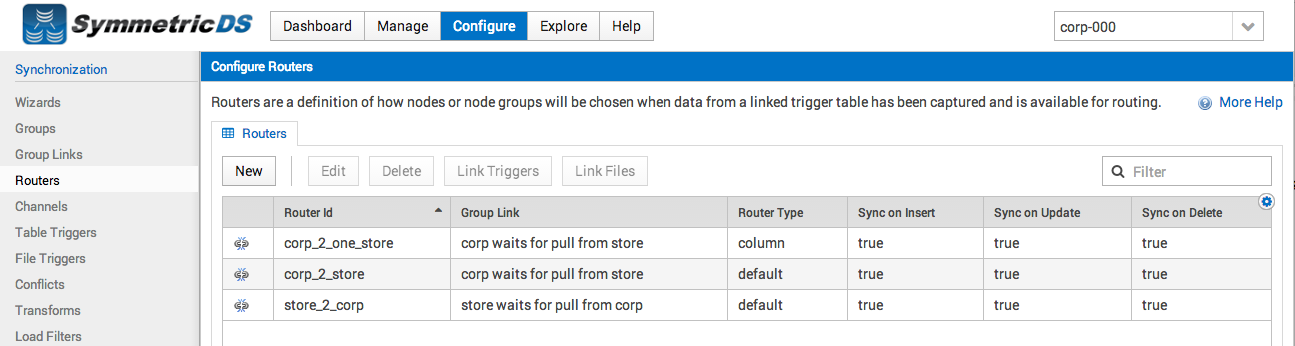 SymmetricDS
Dashboard Manage Configure Explore Help
corp-000
Synchronization
Wizards
Groups
Group Links
Routers
Channels
Table Triggers
File Triggers
Conflicts
Transforms
Load Filters
Configure Routers
Routers are a definition of how nodes or node groups will be chosen when data from a linked trigger table has been captured and is available for routing.
More Help
Routers
New Edit Delete Link Triggers Link Files
Filter
Router Id Group Link Router Type Sync on Insert Sync on Update Sync on Delete
corp_2_one_store corp waits for pull from store column true true true
corp_2_store corp waits for pull from store default true true true
store_2_corp store waits for pull from corp default true true true